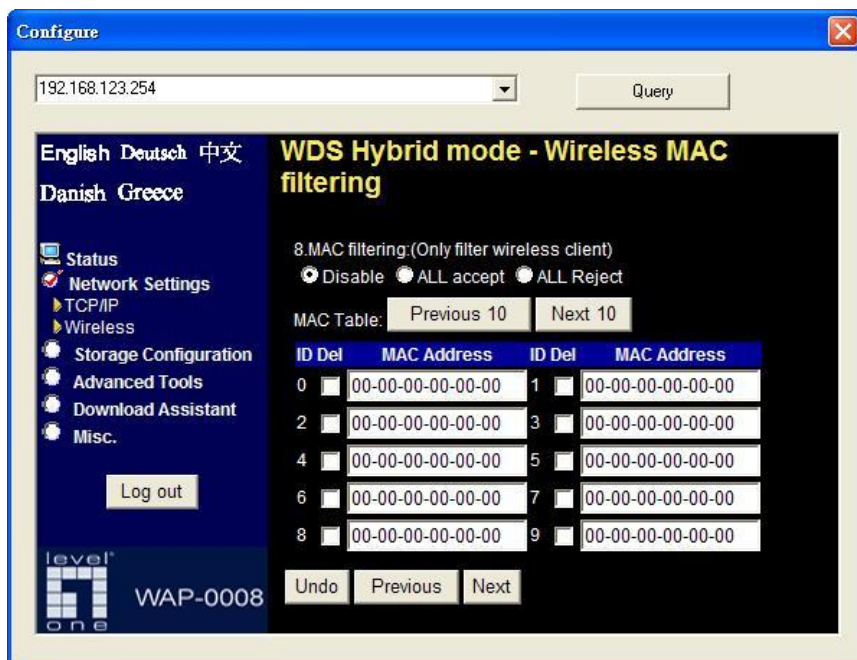 Configure
192.168.123.254
Query
English Deutsch 中文
Danish Greece
Status
Network Settings
TCP/IP
Wireless
Storage Configuration
Advanced Tools
Download Assistant
Misc.
Log out
level
one
WAP-0008
WDS Hybrid mode - Wireless MAC
filtering
8.MAC filtering:(Only filter wireless client)
Disable ALL accept ALL Reject
MAC Table: Previous 10 Next 10
ID Del MAC Address ID Del MAC Address
0 00-00-00-00-00-00 1 00-00-00-00-00-00
2 00-00-00-00-00-00 3 00-00-00-00-00-00
4 00-00-00-00-00-00 5 00-00-00-00-00-00
6 00-00-00-00-00-00 7 00-00-00-00-00-00
8 00-00-00-00-00-00 9 00-00-00-00-00-00
Undo Previous Next